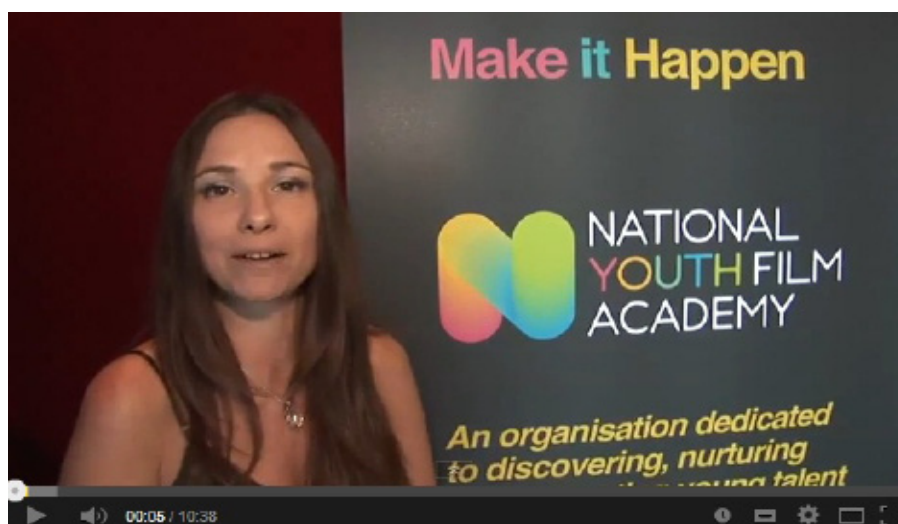 Make it Happen
NATIONAL
YOUTH FILM
ACADEMY
An organisation dedicated
to discovering, nurturing
young talent
00:05 / 10:38